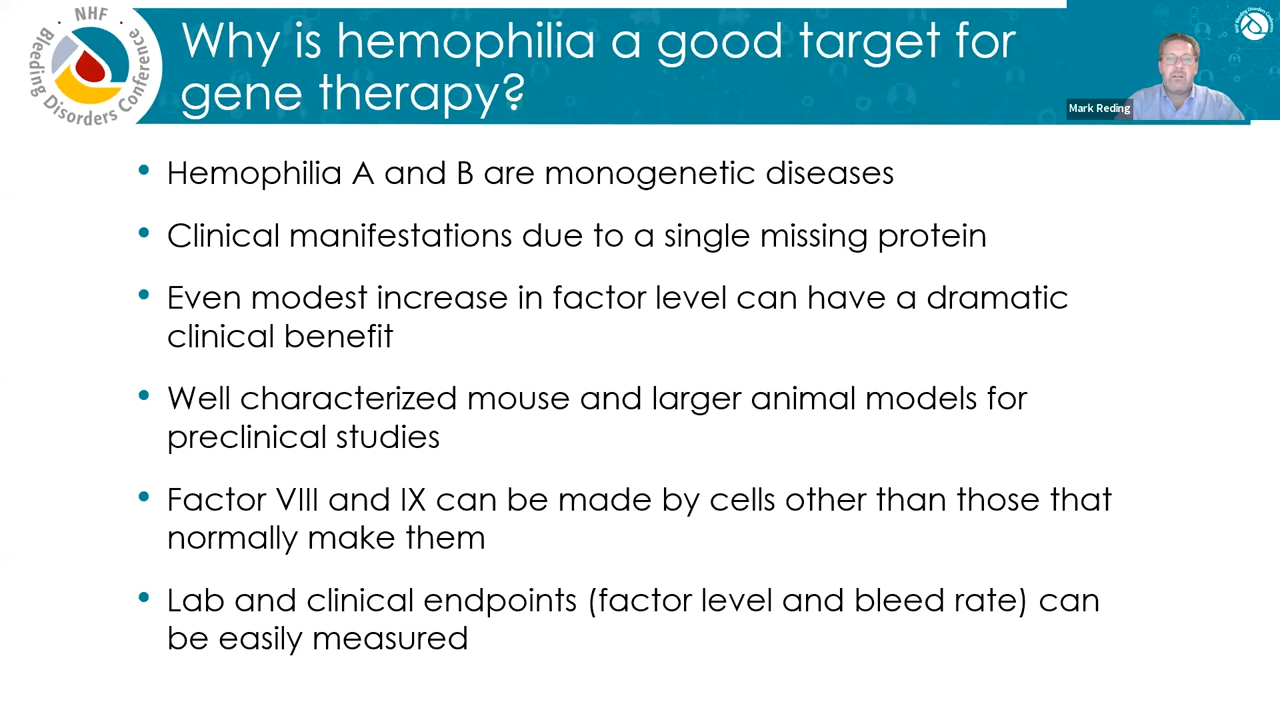 NHF
Bleeding Disorders Conference
Why is hemophilia a good target for
gene therapy?
Mark Reding
• Hemophilia A and B are monogenetic diseases
• Clinical manifestations due to a single missing protein
• Even modest increase in factor level can have a dramatic
clinical benefit
• Well characterized mouse and larger animal models for
preclinical studies
• Factor VIII and IX can be made by cells other than those that
normally make them
• Lab and clinical endpoints (factor level and bleed rate) can
be easily measured